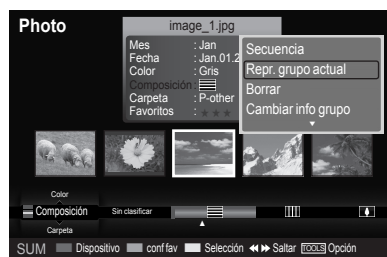 Photo
image_1.jpg
Mes : Jan
Fecha : Jan.01.2
Color : Gris
Composición :
Carpeta : P-other
Favoritos : ★ ★ ★
Secuencia
Repr. grupo actual
Borrar
Cambiar info grupo
Color
Composición
Sin clasificar
Carpeta
SUM Dispositivo conf fav Selección Saltar TOOLS Opción